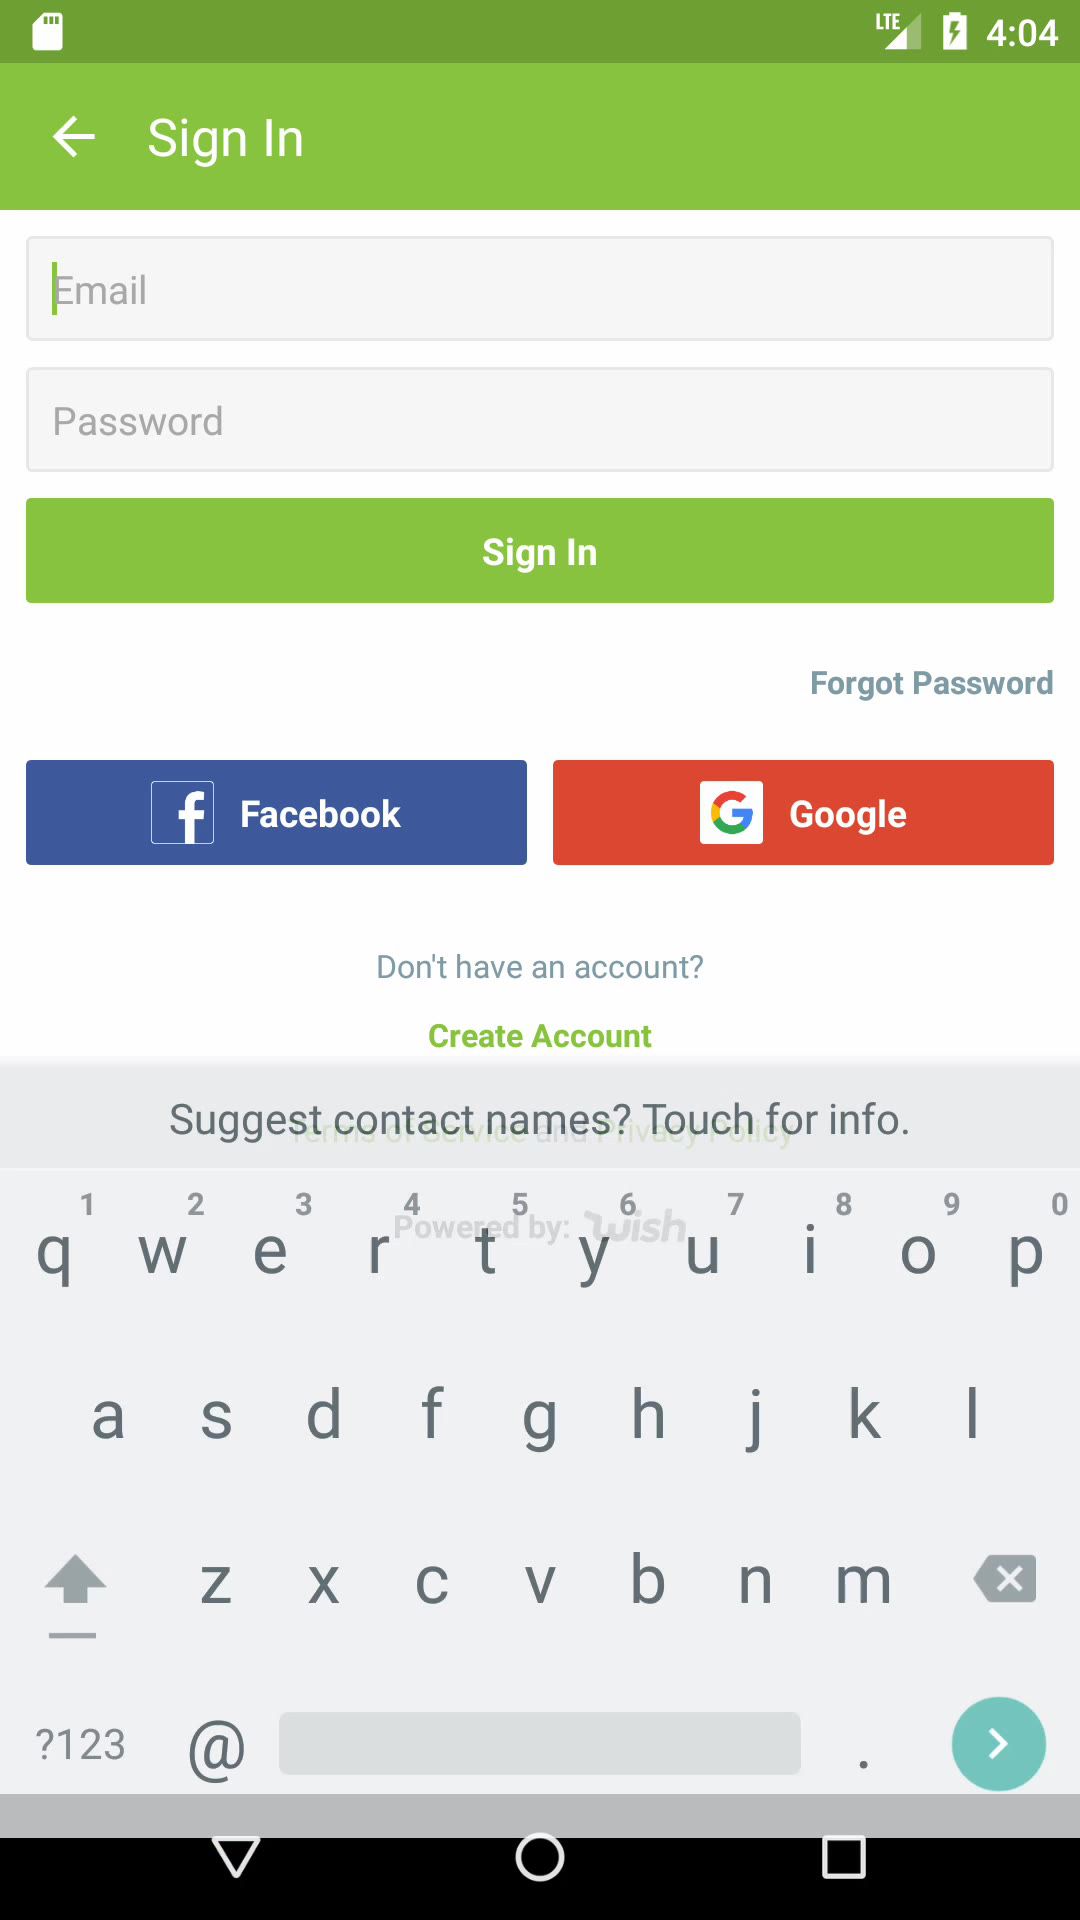 LTE 4:04
Sign In
Email
Password
Sign In
Forgot Password
Facebook Google
Don't have an account?
Create Account
Suggest contact names? Touch for info.
Terms of Service and Privacy Policy
1 2 3 4 5 6 7 8 9 0
Powered by: wish
q w e r t y u i o p
a s d f g h j k l
z x c v b n m
?123 @ .